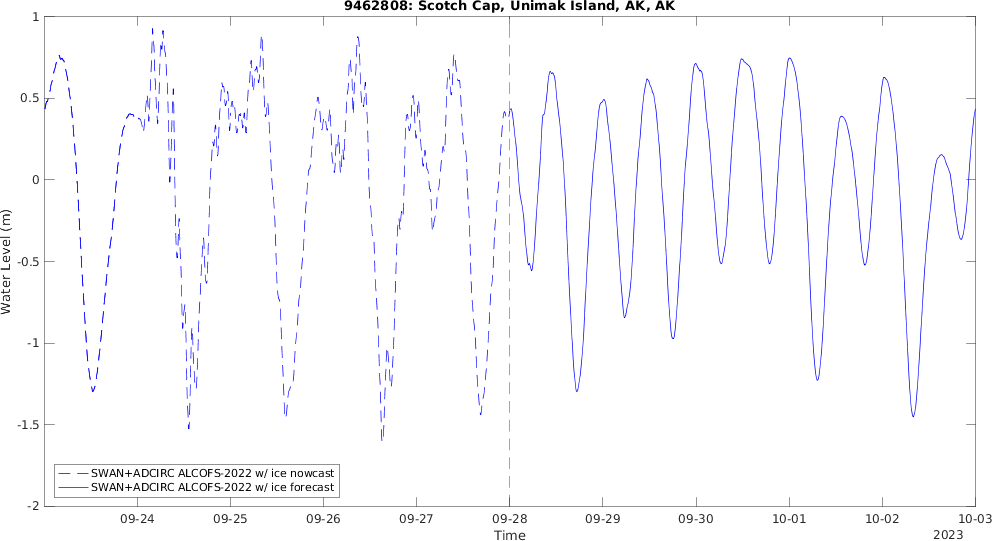 9462808: Scotch Cap, Unimak Island, AK, AK
Water Level (m)
1
0.5
0
-0.5
-1
-1.5
-2
SWAN+ADCIRC ALCOFS-2022 w/ ice nowcast
SWAN+ADCIRC ALCOFS-2022 w/ ice forecast
09-24 09-25 09-26 09-27 09-28 09-29 09-30 10-01 10-02 10-03
Time
2023